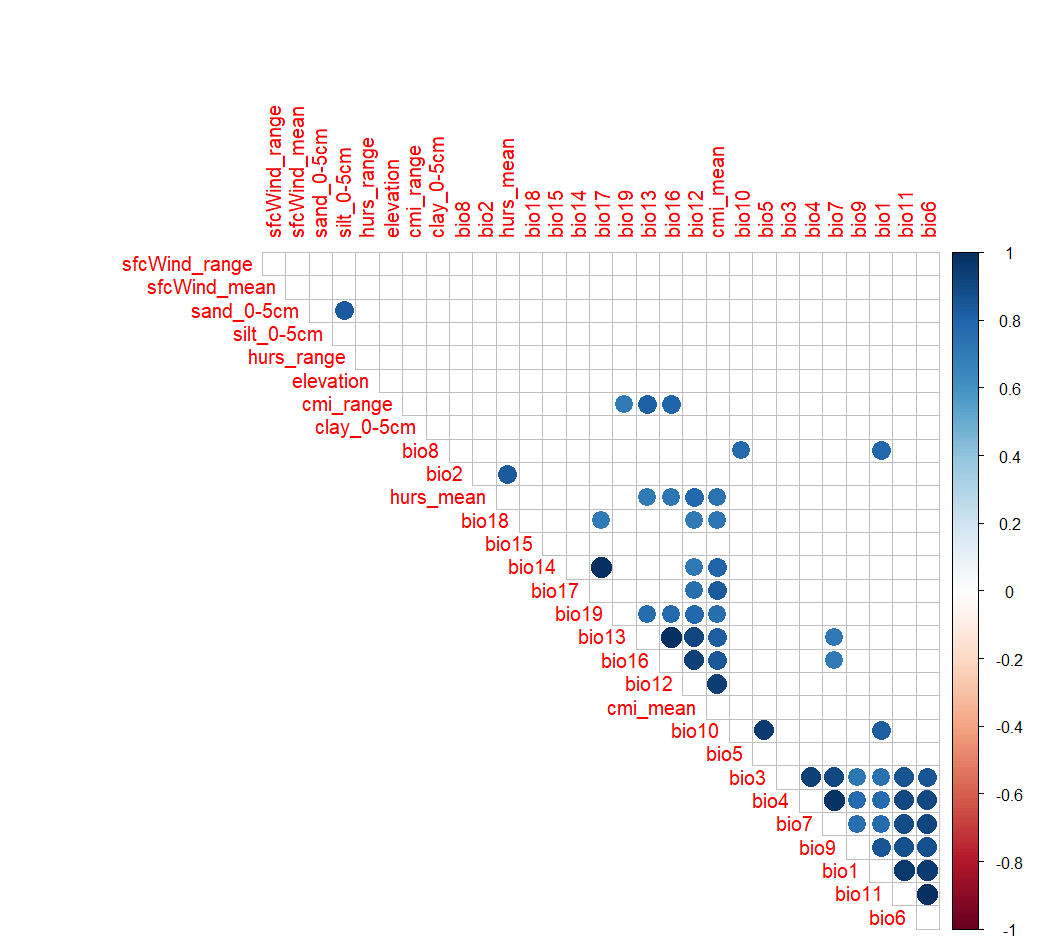 sfcWind_range
sfcWind_mean
sand_0-5cm
silt_0-5cm
hurs_range
elevation
cmi_range
clay_0-5cm
bio8
bio2
hurs_mean
bio18
bio15
bio14
bio17
bio19
bio13
bio16
bio12
cmi_mean
bio10
bio5
bio3
bio4
bio7
bio9
bio1
bio11
bio6
sfcWind_range
sfcWind_mean
sand_0-5cm
silt_0-5cm
hurs_range
elevation
cmi_range
clay_0-5cm
bio8
bio2
hurs_mean
bio18
bio15
bio14
bio17
bio19
bio13
bio16
bio12
cmi_mean
bio10
bio5
bio3
bio4
bio7
bio9
bio1
bio11
bio6
1
0.8
0.6
0.4
0.2
0
-0.2
-0.4
-0.6
-0.8
-1